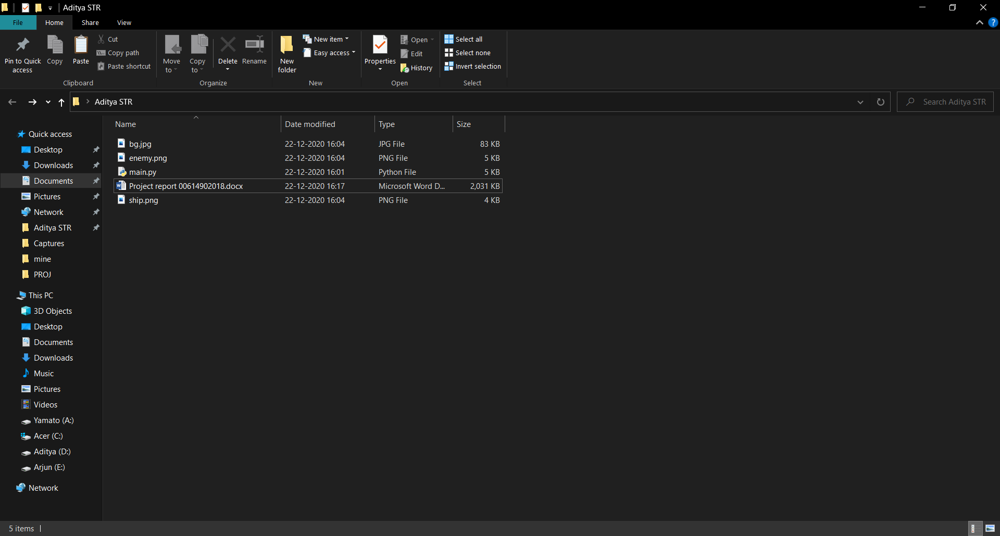 Aditya STR
File Home Share View
Pin to Quick access
Copy
Paste
Cut
Copy path
Paste shortcut
Clipboard
Move to
Copy to
Delete
Rename
Organize
New folder
New item
Easy access
New
Properties
Open
Edit
History
Open
Select all
Select none
Invert selection
Select
Aditya STR
Search Aditya STR
Quick access
Desktop
Downloads
Documents
Pictures
Network
Aditya STR
Captures
mine
PROJ
This PC
3D Objects
Desktop
Documents
Downloads
Music
Pictures
Videos
Yamato (A:)
Acer (C:)
Aditya (D:)
Arjun (E:)
Network
Name Date modified Type Size
bg.jpg 22-12-2020 16:04 JPG File 83 KB
enemy.png 22-12-2020 16:04 PNG File 5 KB
main.py 22-12-2020 16:01 Python File 5 KB
Project report 00614902018.docx 22-12-2020 16:17 Microsoft Word D... 2,031 KB
ship.png 22-12-2020 16:04 PNG File 4 KB
5 items